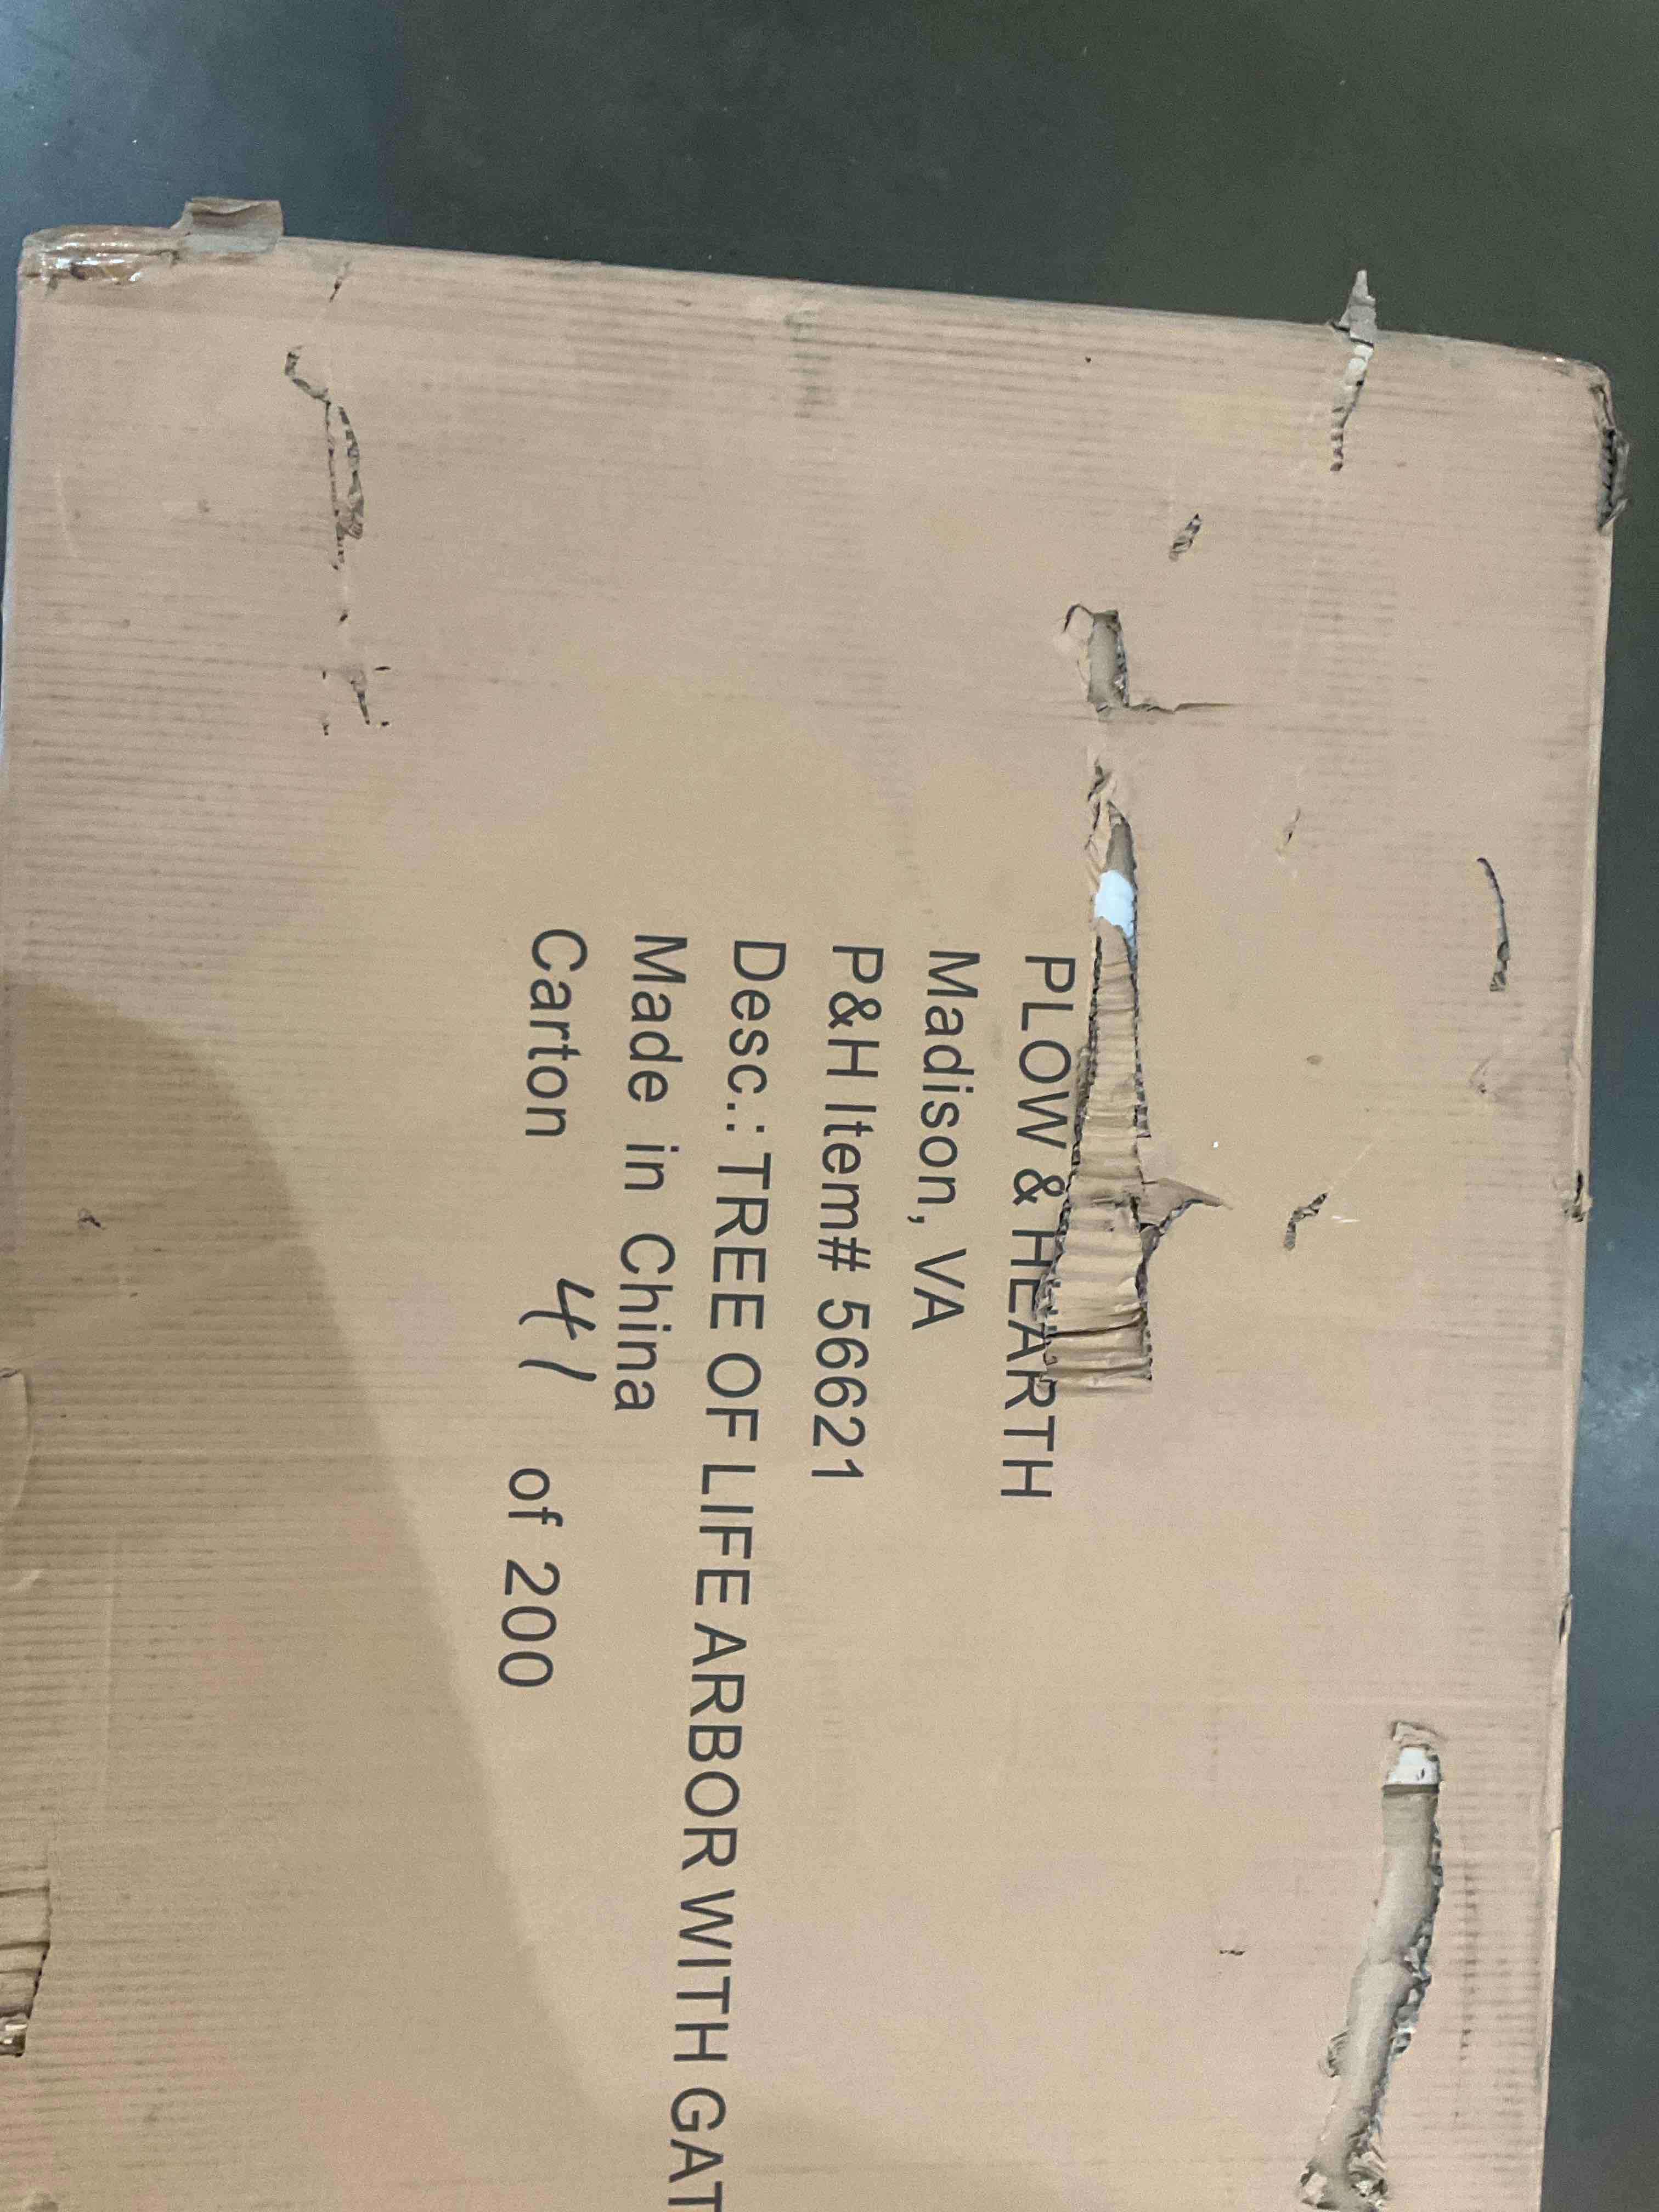 PLOW & HEARTH
Madison, VA
P&H Item# 56621
Desc.: TREE OF LIFE ARBOR WITH GAT
Made in China
Carton 41 of 200